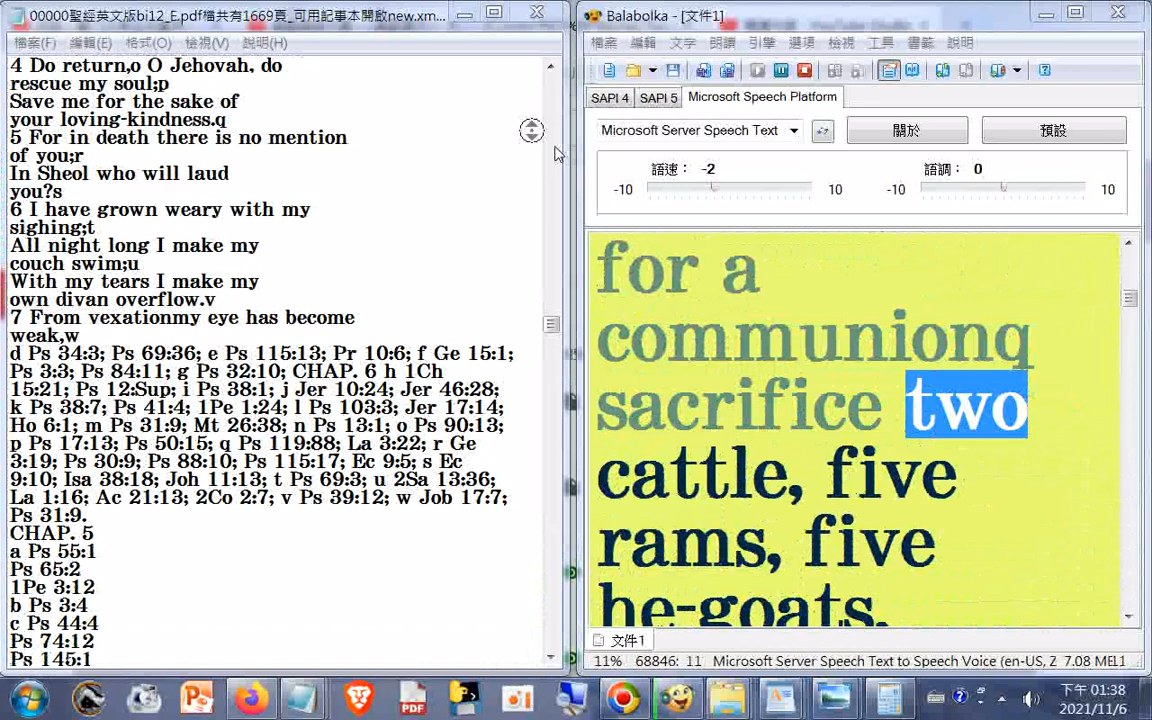 00000聖經英文版bi12_E.pdf檔共有1669頁_可用記事本開啟new.xm...
檔案(F) 編輯(E) 格式(O) 檢視(V) 說明(H)
4 Do return,o O Jehovah, do
rescue my soul;p
Save me for the sake of
your loving-kindness.q
5 For in death there is no mention
of you;r
In Sheol who will laud
you?s
6 I have grown weary with my
sighing;t
All night long I make my
couch swim;u
With my tears I make my
own divan overflow.v
7 From vexationmy eye has become
weak,w
d Ps 34:3; Ps 69:36; e Ps 115:13; Pr 10:6; f Ge 15:1;
Ps 3:3; Ps 84:11; g Ps 32:10; CHAP. 6 h 1Ch
15:21; Ps 12:Sup; i Ps 38:1; j Jer 10:24; Jer 46:28;
k Ps 38:7; Ps 41:4; 1Pe 1:24; l Ps 103:3; Jer 17:14;
Ho 6:1; m Ps 31:9; Mt 26:38; n Ps 13:1; o Ps 90:13;
p Ps 17:13; Ps 50:15; q Ps 119:88; La 3:22; r Ge
3:19; Ps 30:9; Ps 88:10; Ps 115:17; Ec 9:5; s Ec
9:10; Isa 38:18; Joh 11:13; t Ps 69:3; u 2Sa 13:36;
La 1:16; Ac 21:13; 2Co 2:7; v Ps 39:12; w Job 17:7;
Ps 31:9.
CHAP. 5
a Ps 55:1
Ps 65:2
1Pe 3:12
b Ps 3:4
c Ps 44:4
Ps 74:12
Ps 145:1
Balabolka - [文件1]
檔案 編輯 文字 朗讀 引擎 選項 檢視 工具 書籤 說明
SAPI 4 SAPI 5 Microsoft Speech Platform
Microsoft Server Speech Text 關於 預設
語速: -2 語調: 0
-10 10 -10 10
for a
communionq
sacrifice two
cattle, five
rams, five
he-goats,
文件1
11% 68846: 11 Microsoft Server Speech Text to Speech Voice (en-US, Z 7.08 ME
PDF
下午 01:38
2021/11/6